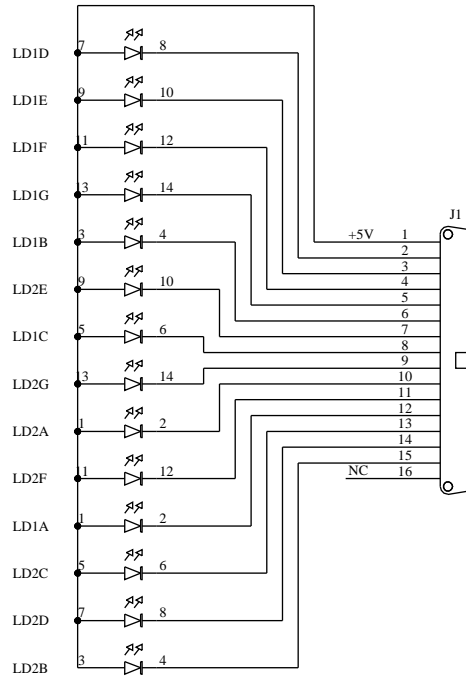 LD1D 7 8
LD1E 9 10
LD1F 11 12
LD1G 13 14
J1
LD1B 3 4 +5V 1
2
3
LD2E 9 10 4
5
6
LD1C 5 6 7
8
LD2G 13 14 9
10
LD2A 1 2 11
12
13
14
LD2F 11 12 15
NC 16
LD1A 1 2
LD2C 5 6
LD2D 7 8
LD2B 3 4